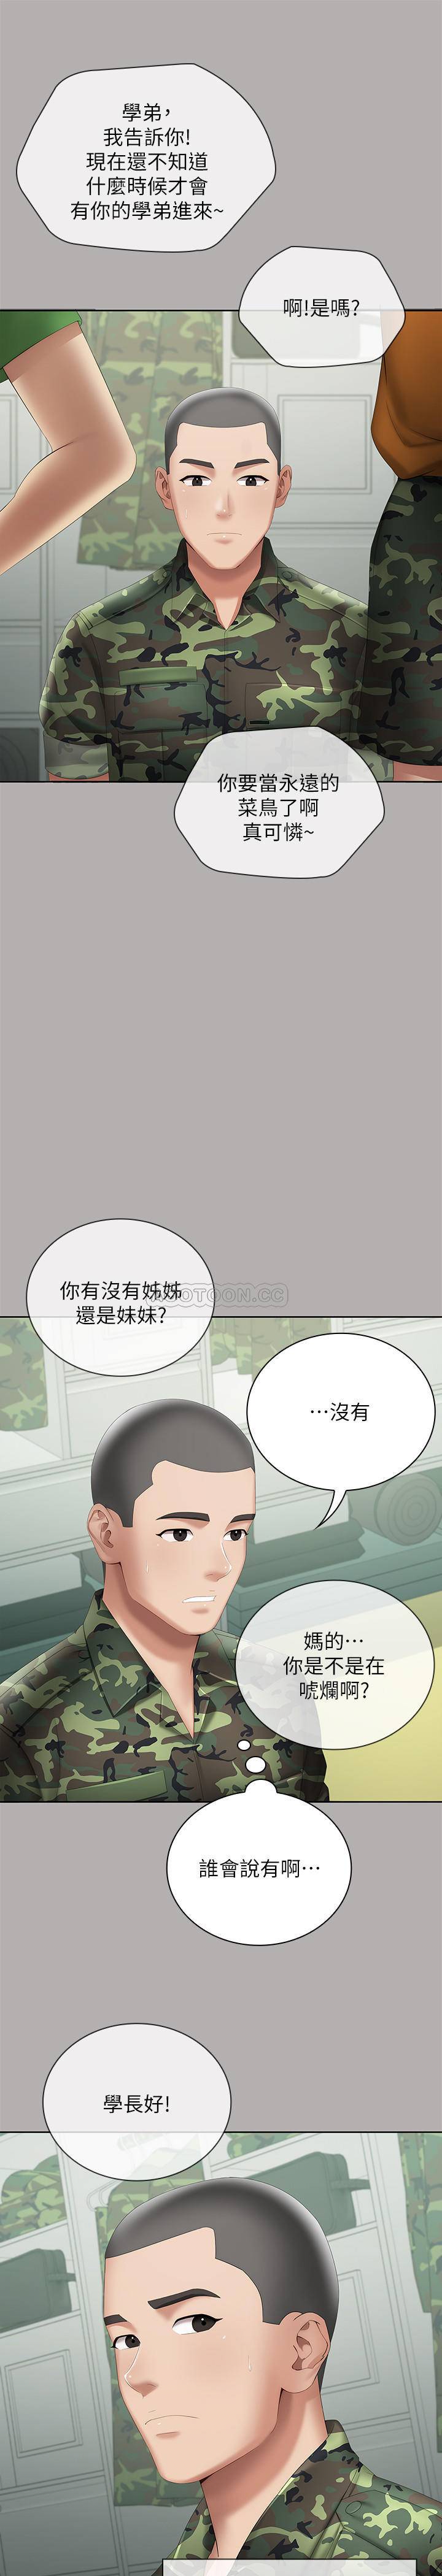 學弟，
我告訴你!
現在還不知道
什麼時候才會
有你的學弟進來~
啊!是嗎?
你要當永遠的
菜鳥了啊
真可憐~
你有沒有姊姊
還是妹妹?
…沒有
媽的…
你是不是在
唬爛啊?
誰會說有啊…
學長好!